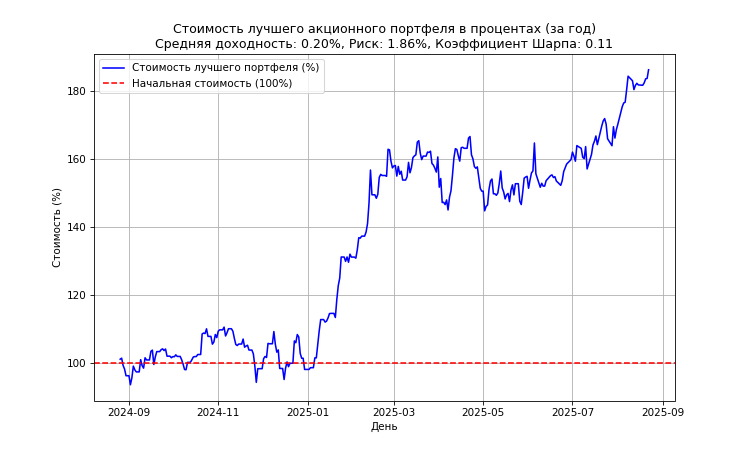 Стоимость лучшего акционного портфеля в процентах (за год)
Средняя доходность: 0.20%, Риск: 1.86%, Коэффициент Шарпа: 0.11
Стоимость лучшего портфеля (%)
Начальная стоимость (100%)
Стоимость (%)
180
160
140
120
100
2024-09
2024-11
2025-01
2025-03
2025-05
2025-07
2025-09
День